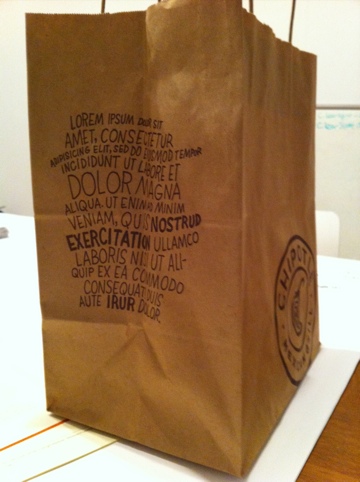 LOREM IPSUM DOLOR SIT
AMET, CONSECTETUR
ADIPISICING ELIT, SED DO EIUSMOD TEMPOR
INCIDIDUNT UT LABORE ET
DOLOR MAGNA
ALIQUA. UT ENIM AD MINIM
VENIAM, QUIS NOSTRUD
EXERCITATION ULLAMCO
LABORIS NISI UT ALI-
QUIP EX EA COMMODO
CONSEQUAT. DUIS
AUTE IRUR DOLOR.
CHIPOTLE